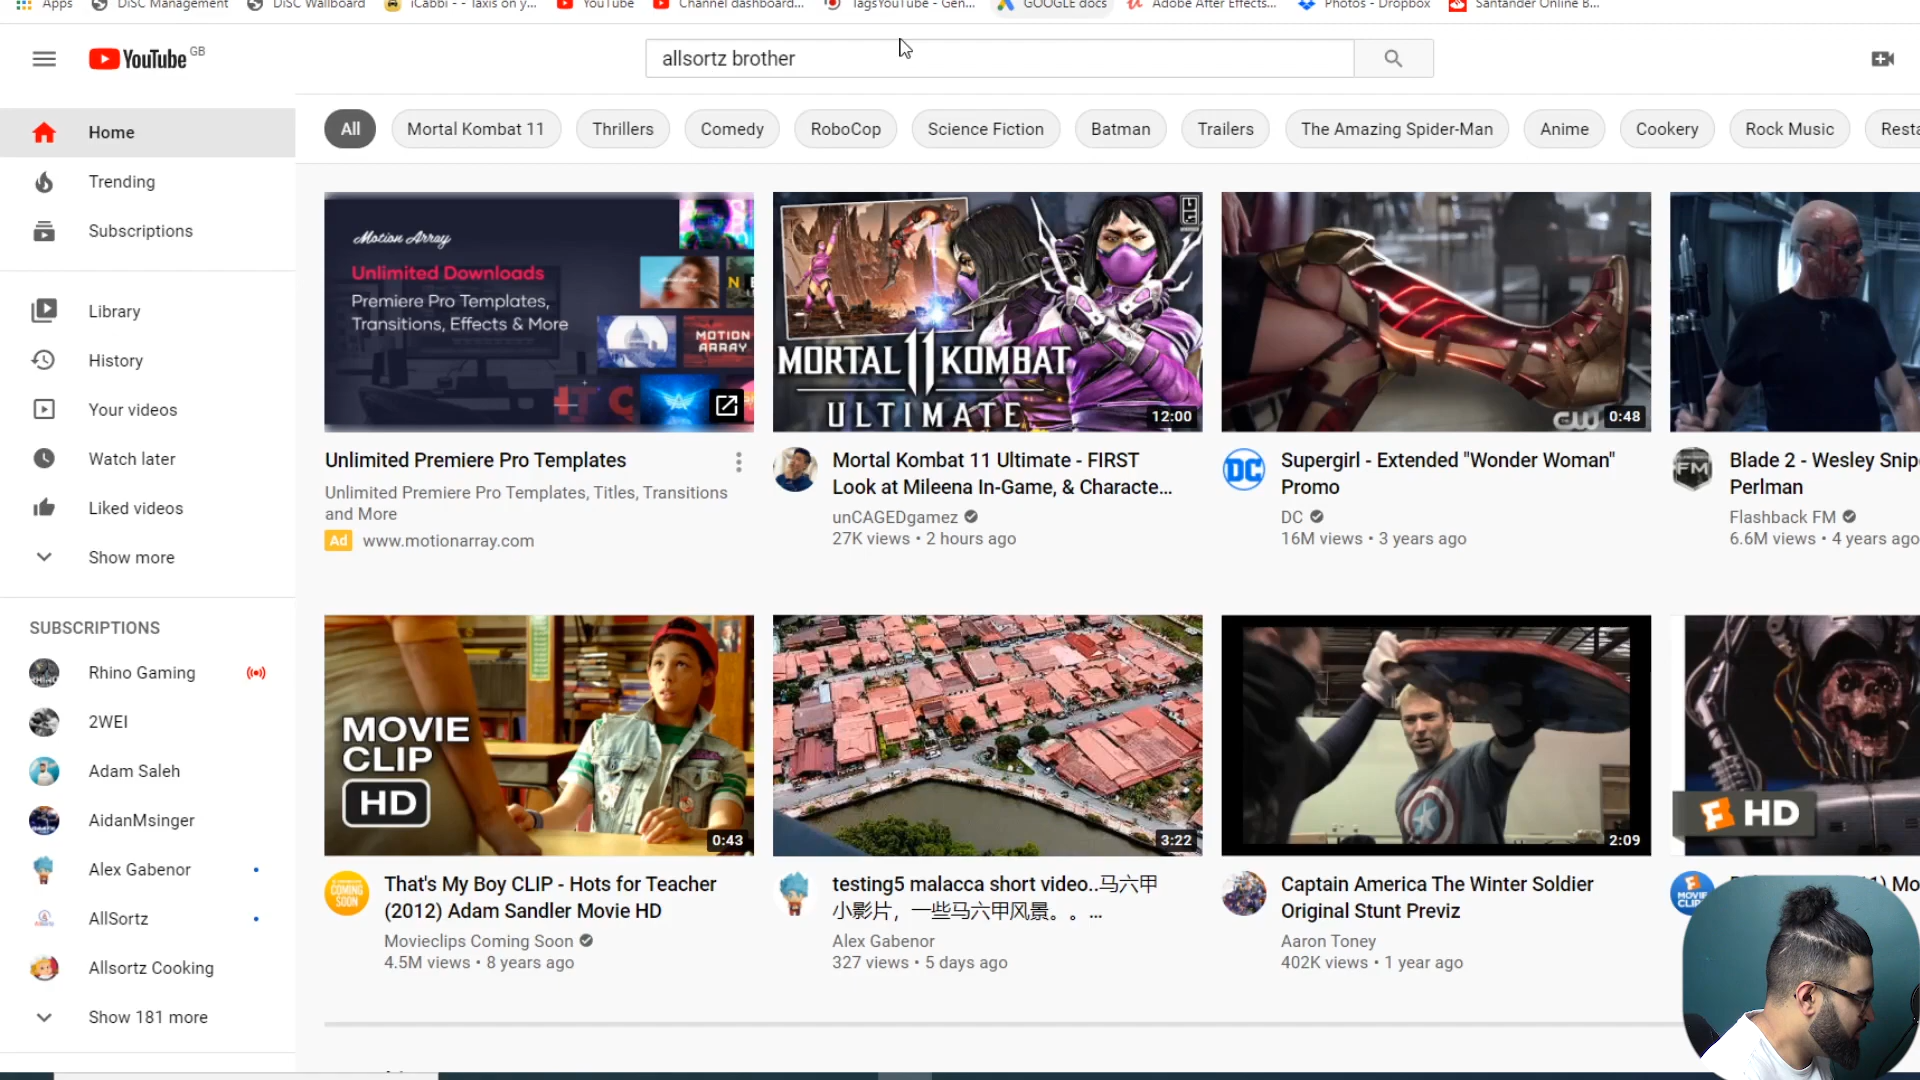 Apps DiSC Management DiSC Wallboard iCabbi - - Taxis on y... YouTube Channel dashboard... TagsYouTube - Gen... GOOGLE docs Adobe After Effects... Photos - Dropbox Santander Online B...
YouTube GB
allsortz brother
Home
Trending
Subscriptions
Library
History
Your videos
Watch later
Liked videos
Show more
SUBSCRIPTIONS
Rhino Gaming
2WEI
Adam Saleh
AidanMsinger
Alex Gabenor
AllSortz
Allsortz Cooking
Show 181 more
All Mortal Kombat 11 Thrillers Comedy RoboCop Science Fiction Batman Trailers The Amazing Spider-Man Anime Cookery Rock Music
Motion Array
Unlimited Downloads
Premiere Pro Templates,
Transitions, Effects & More
MOTION
ARRAY
Unlimited Premiere Pro Templates
Unlimited Premiere Pro Templates, Titles, Transitions
and More
Ad www.motionarray.com
MORTAL 11 KOMBAT
ULTIMATE
12:00
Mortal Kombat 11 Ultimate - FIRST
Look at Mileena In-Game, & Characte...
unCAGEDgamez
27K views • 2 hours ago
CW
0:48
DC
Supergirl - Extended "Wonder Woman"
Promo
DC
16M views • 3 years ago
FM
Blade 2 - Wesley Snip
Perlman
Flashback FM
6.6M views • 4 years ago
MOVIE
CLIP
HD
0:43
COMING
SOON
That's My Boy CLIP - Hots for Teacher
(2012) Adam Sandler Movie HD
Movieclips Coming Soon
4.5M views • 8 years ago
3:22
testing5 malacca short video..马六甲
小影片，一些马六甲风景。。...
Alex Gabenor
327 views • 5 days ago
2:09
Captain America The Winter Soldier
Original Stunt Previz
Aaron Toney
402K views • 1 year ago
HD
MOVIE